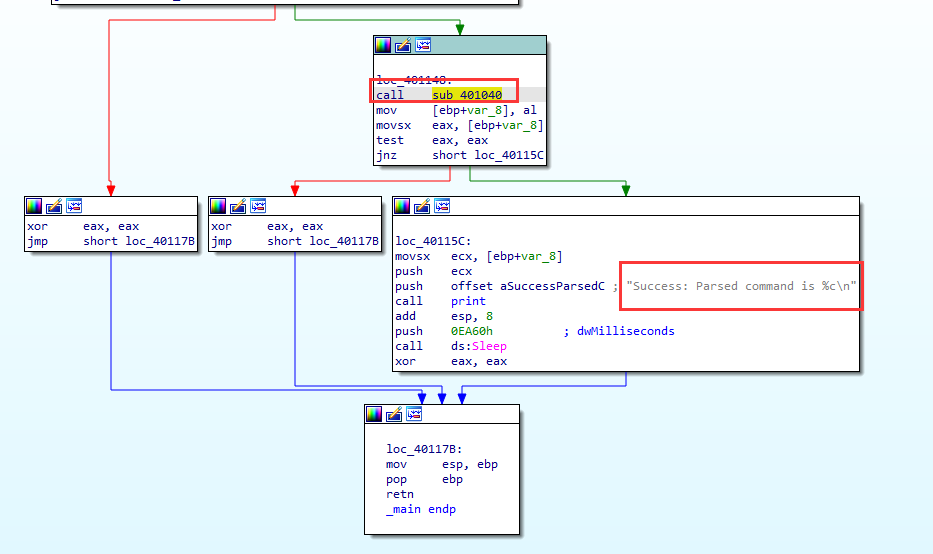 loc_401148:
call sub_401040
mov [ebp+var_8], al
movsx eax, [ebp+var_8]
test eax, eax
jnz short loc_40115C
xor eax, eax
jmp short loc_40117B
xor eax, eax
jmp short loc_40117B
loc_40115C:
movsx ecx, [ebp+var_8]
push ecx
push offset aSuccessParsedC ; "Success: Parsed command is %c\n"
call print
add esp, 8
push 0EA60h ; dwMilliseconds
call ds:Sleep
xor eax, eax
loc_40117B:
mov esp, ebp
pop ebp
retn
_main endp